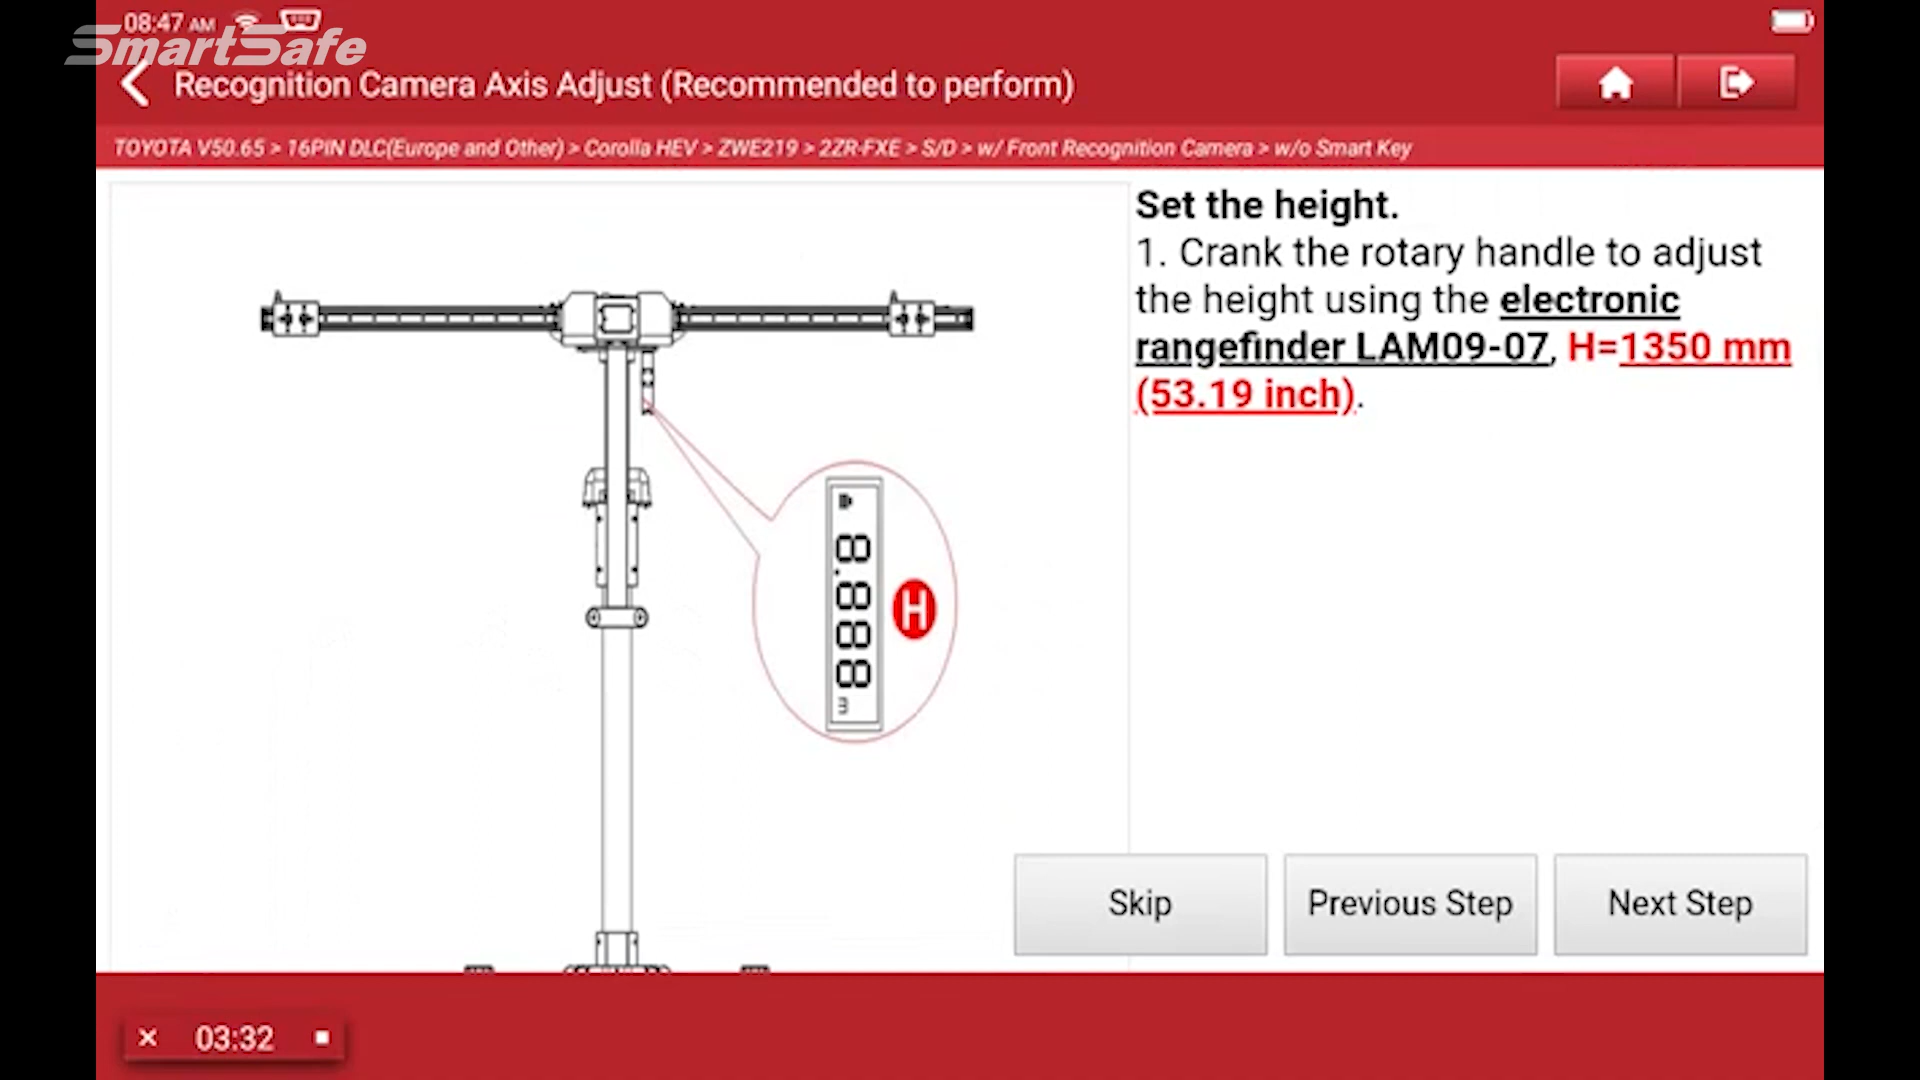 08:47 AM
SmartSafe
Recognition Camera Axis Adjust (Recommended to perform)
TOYOTA V50.65 > 16PIN DLC(Europe and Other) > Corolla HEV > ZWE219 > 2ZR-FXE > S/D > w/ Front Recognition Camera > w/o Smart Key
Set the height.
1. Crank the rotary handle to adjust
the height using the electronic
rangefinder LAM09-07, H=1350 mm
(53.19 inch).
8.888 m
H
Skip
Previous Step
Next Step
03:32